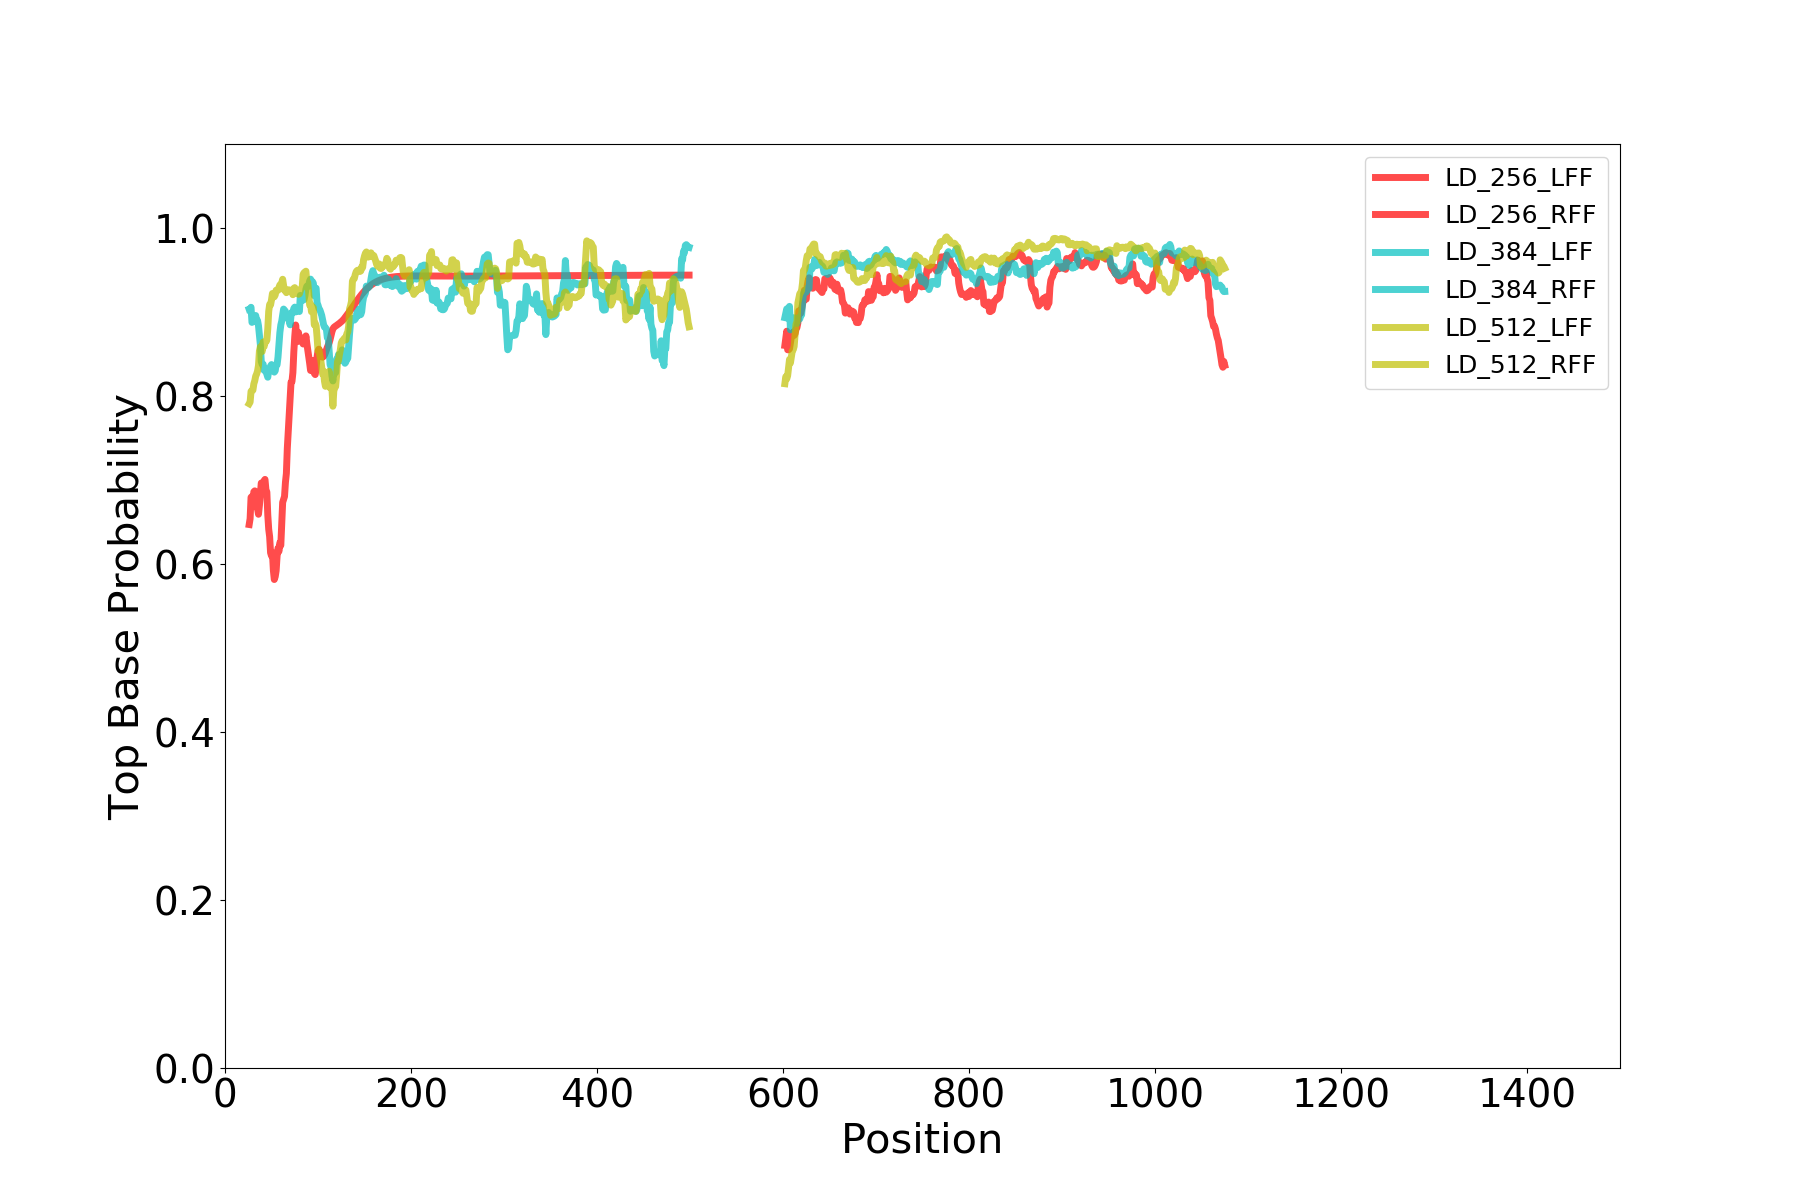 LD_256_LFF
LD_256_RFF
LD_384_LFF
LD_384_RFF
LD_512_LFF
LD_512_RFF
1.0
0.8
0.6
0.4
0.2
0.0
Top Base Probability
0 200 400 600 800 1000 1200 1400
Position